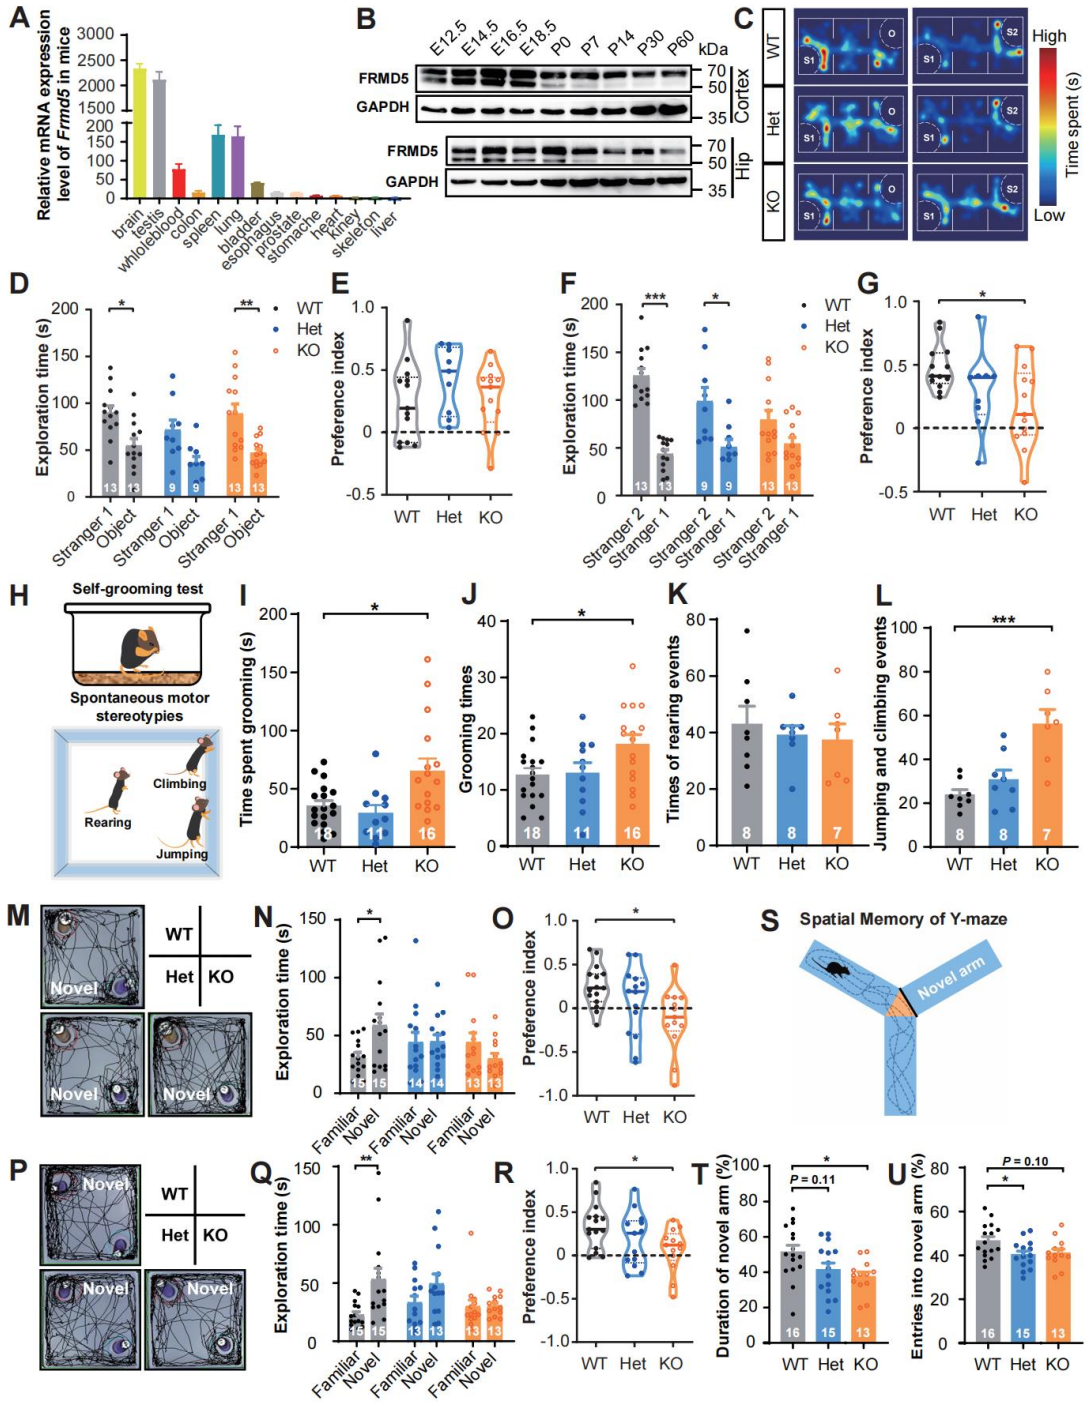 A
Relative mRNA expression
level of Frmd5 in mice
3000
2500
2000
1500
200
150
100
50
0
brain
testis
whloleblood
colon
spleen
lung
bladder
esophagus
prostate
stomache
heart
kiney
skeleton
liver
B
E12.5
E14.5
E16.5
E18.5
P0
P7
P14
P30
P60
kDa
FRMD5
70
50
GAPDH
35
Cortex
FRMD5
70
50
GAPDH
35
Hip
C
WT
Het
KO
S1
O
S2
S1
O
S1
S1
O
S1
S2
High
Time spent (s)
Low
D
Exploration time (s)
200
150
100
50
0
*
**
WT
Het
KO
13
13
9
9
13
13
Stranger 1
Object
Stranger 1
Object
Stranger 1
Object
E
Preference index
1.0
0.5
0
-0.5
WT
Het
KO
F
Exploration time (s)
200
150
100
50
0
***
*
WT
Het
KO
13
13
9
9
13
13
Stranger 2
Stranger 1
Stranger 2
Stranger 1
Stranger 2
Stranger 1
G
Preference index
1.0
0.5
0
-0.5
*
WT
Het
KO
H
Self-grooming test
Spontaneous motor
stereotypies
Climbing
Rearing
Jumping
I
Time spent grooming (s)
200
150
100
50
0
*
18
11
16
WT
Het
KO
J
Grooming times
40
30
20
10
0
*
18
11
16
WT
Het
KO
K
Times of rearing events
80
60
40
20
0
8
8
7
WT
Het
KO
L
Jumping and climbing events
100
80
60
40
20
0
***
8
8
7
WT
Het
KO
M
Novel
WT
Het
KO
Novel
Novel
N
Exploration time (s)
150
100
50
0
*
15
15
14
14
13
13
Familiar
Novel
Familiar
Novel
Familiar
Novel
O
Preference index
1.0
0.5
0
-0.5
-1.0
*
WT
Het
KO
S
Spatial Memory of Y-maze
Novel arm
P
Novel
WT
Het
KO
Novel
Novel
Q
Exploration time (s)
150
100
50
0
**
15
15
13
13
13
13
Familiar
Novel
Familiar
Novel
Familiar
Novel
R
Preference index
1.0
0.5
0
-0.5
-1.0
*
WT
Het
KO
T
Duration of novel arm (%)
100
80
60
40
20
0
*
P = 0.11
16
15
13
WT
Het
KO
U
Entries into novel arm (%)
80
60
40
20
0
P = 0.10
*
16
15
13
WT
Het
KO